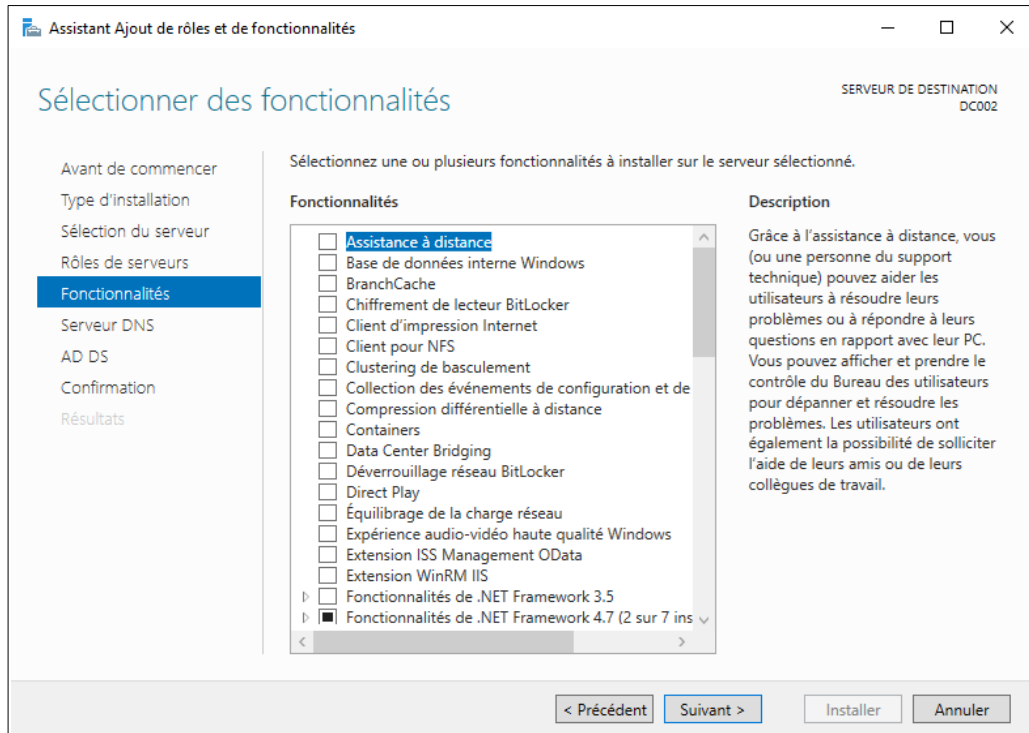 Assistant Ajout de rôles et de fonctionnalités
Sélectionner des fonctionnalités
SERVEUR DE DESTINATION
DC002
Avant de commencer
Type d'installation
Sélection du serveur
Rôles de serveurs
Fonctionnalités
Serveur DNS
AD DS
Confirmation
Résultats
Sélectionnez une ou plusieurs fonctionnalités à installer sur le serveur sélectionné.
Fonctionnalités
Assistance à distance
Base de données interne Windows
BranchCache
Chiffrement de lecteur BitLocker
Client d'impression Internet
Client pour NFS
Clustering de basculement
Collection des événements de configuration et de
Compression différentielle à distance
Containers
Data Center Bridging
Déverrouillage réseau BitLocker
Direct Play
Équilibrage de la charge réseau
Expérience audio-vidéo haute qualité Windows
Extension ISS Management OData
Extension WinRM IIS
Fonctionnalités de .NET Framework 3.5
Fonctionnalités de .NET Framework 4.7 (2 sur 7 ins
Description
Grâce à l'assistance à distance, vous
(ou une personne du support
technique) pouvez aider les
utilisateurs à résoudre leurs
problèmes ou à répondre à leurs
questions en rapport avec leur PC.
Vous pouvez afficher et prendre le
contrôle du Bureau des utilisateurs
pour dépanner et résoudre les
problèmes. Les utilisateurs ont
également la possibilité de solliciter
l'aide de leurs amis ou de leurs
collègues de travail.
< Précédent
Suivant >
Installer
Annuler